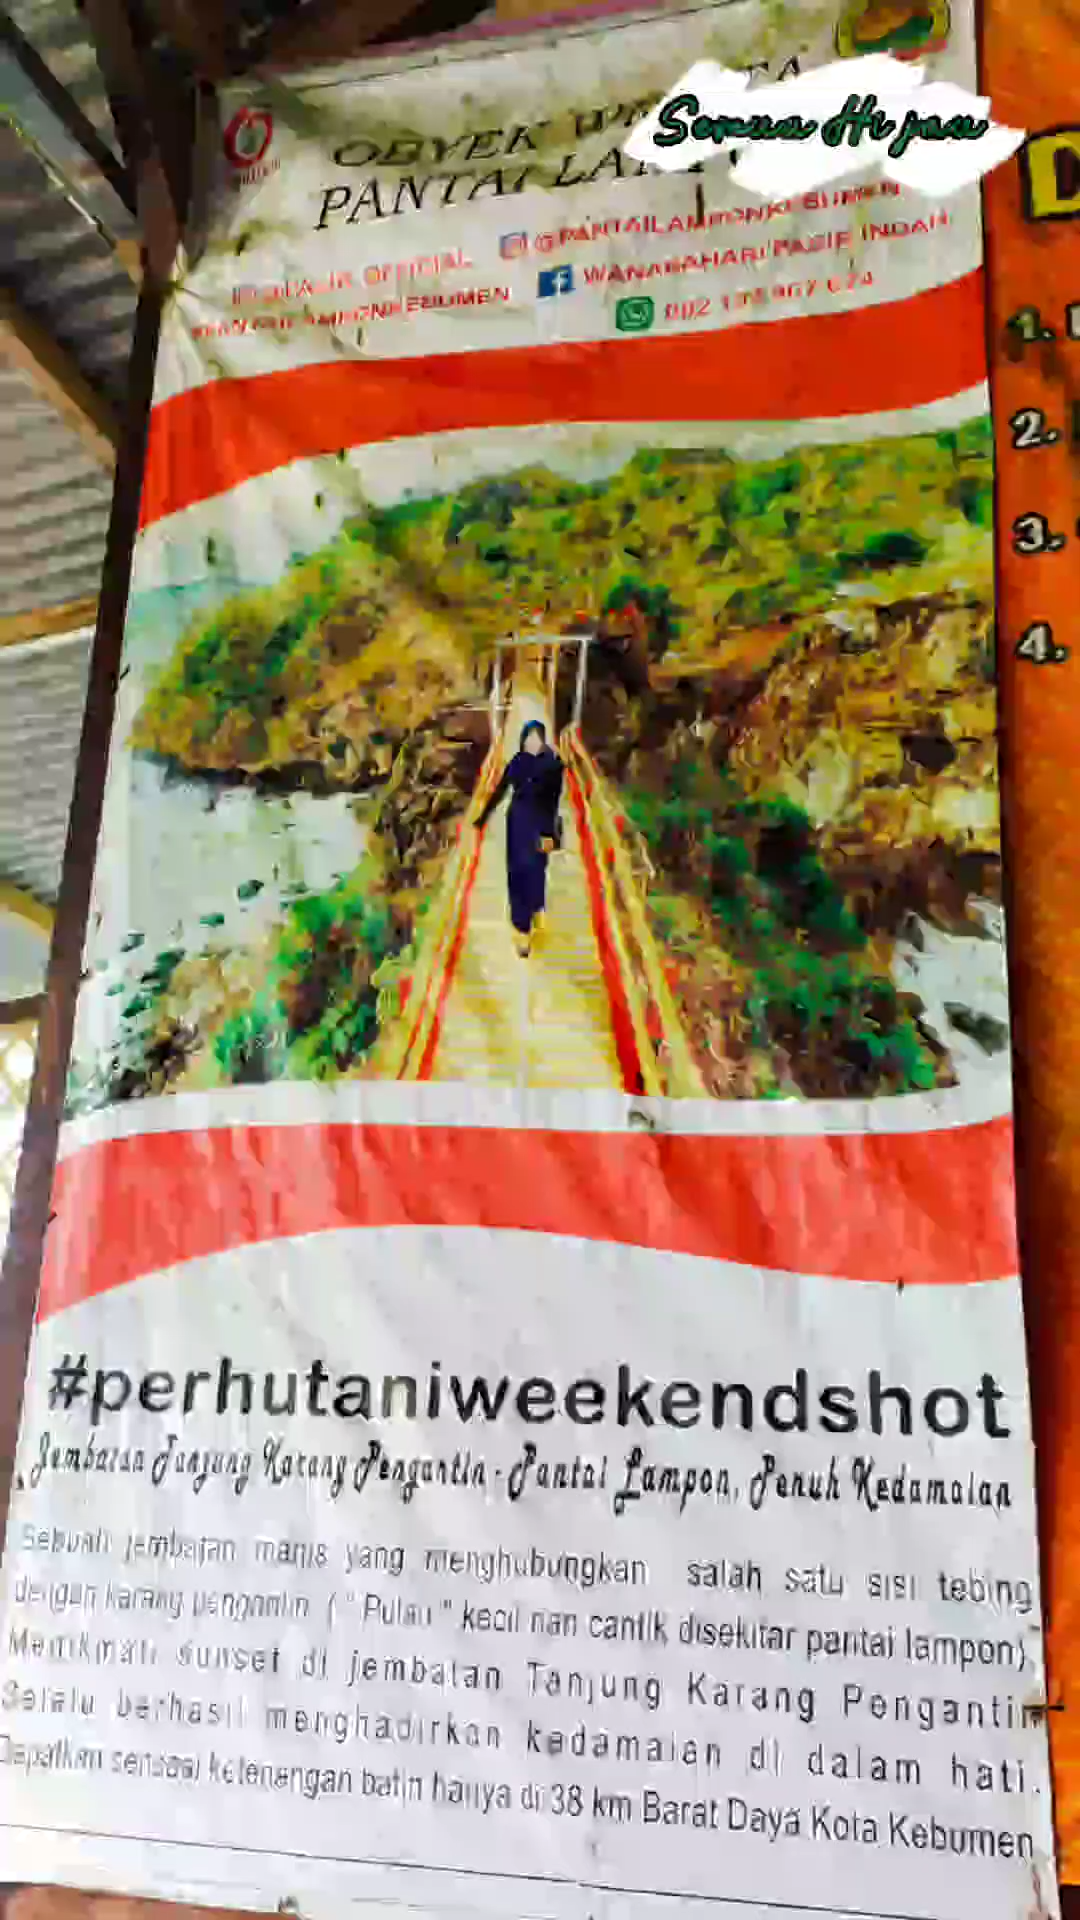 Semua Hijau
OBYEK
PANTAI
OFFICIAL
@PANTAILAMPONKEBUMEN
WANABAHARI PASIR INDAH
D
1.
2.
3.
4.
#perhutaniweekendshot
Jembatan Tanjung Karang Pengantin - Pantai Lampon, Penuh Kedamaian
Sebuah jembatan manis yang menghubungkan salah satu sisi tebing
dengan karang pengantin ( " Pulau " kecil nan cantik disekitar pantai lampon).
Menikmati sunset di jembatan Tanjung Karang Pengantin
Selalu berhasil menghadirkan kedamaian di dalam hati.
Dapatkan sensasi ketenangan batin hanya di 38 km Barat Daya Kota Kebumen